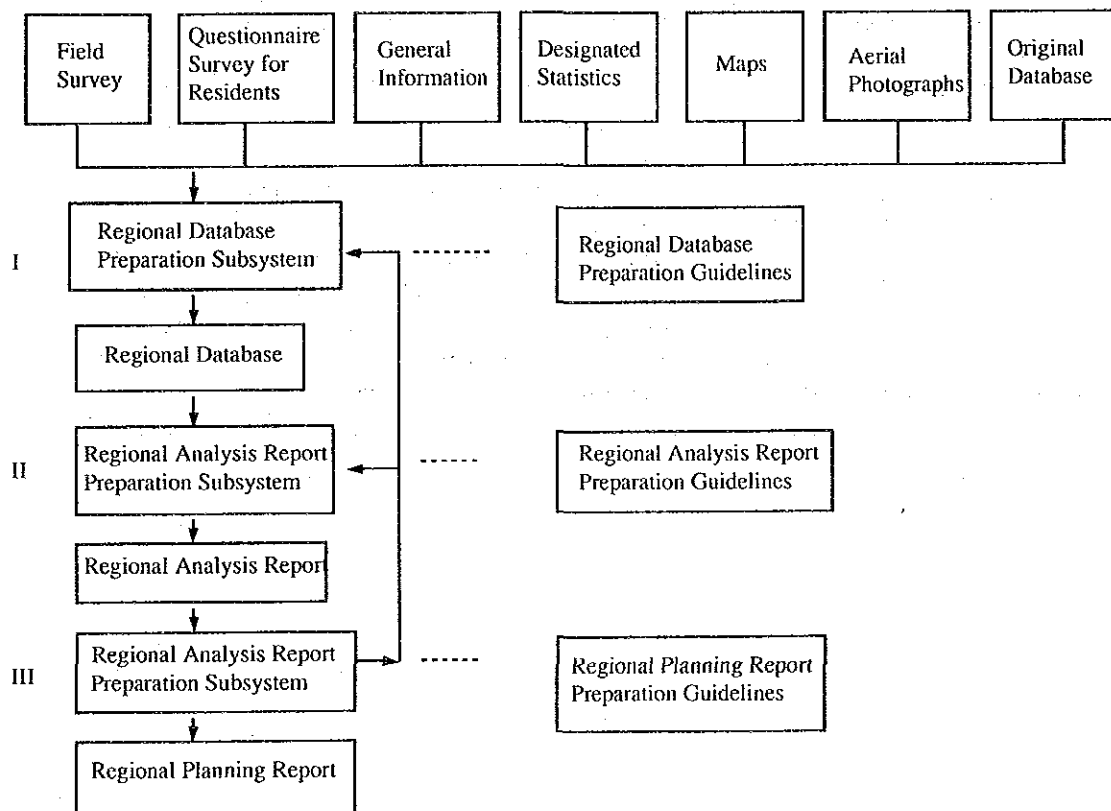 Field
Survey
Questionnaire
Survey for
Residents
General
Information
Designated
Statistics
Maps
Aerial
Photographs
Original
Database
I
Regional Database
Preparation Subsystem
Regional Database
Preparation Guidelines
Regional Database
II
Regional Analysis Report
Preparation Subsystem
Regional Analysis Report
Preparation Guidelines
Regional Analysis Report
III
Regional Analysis Report
Preparation Subsystem
Regional Planning Report
Preparation Guidelines
Regional Planning Report